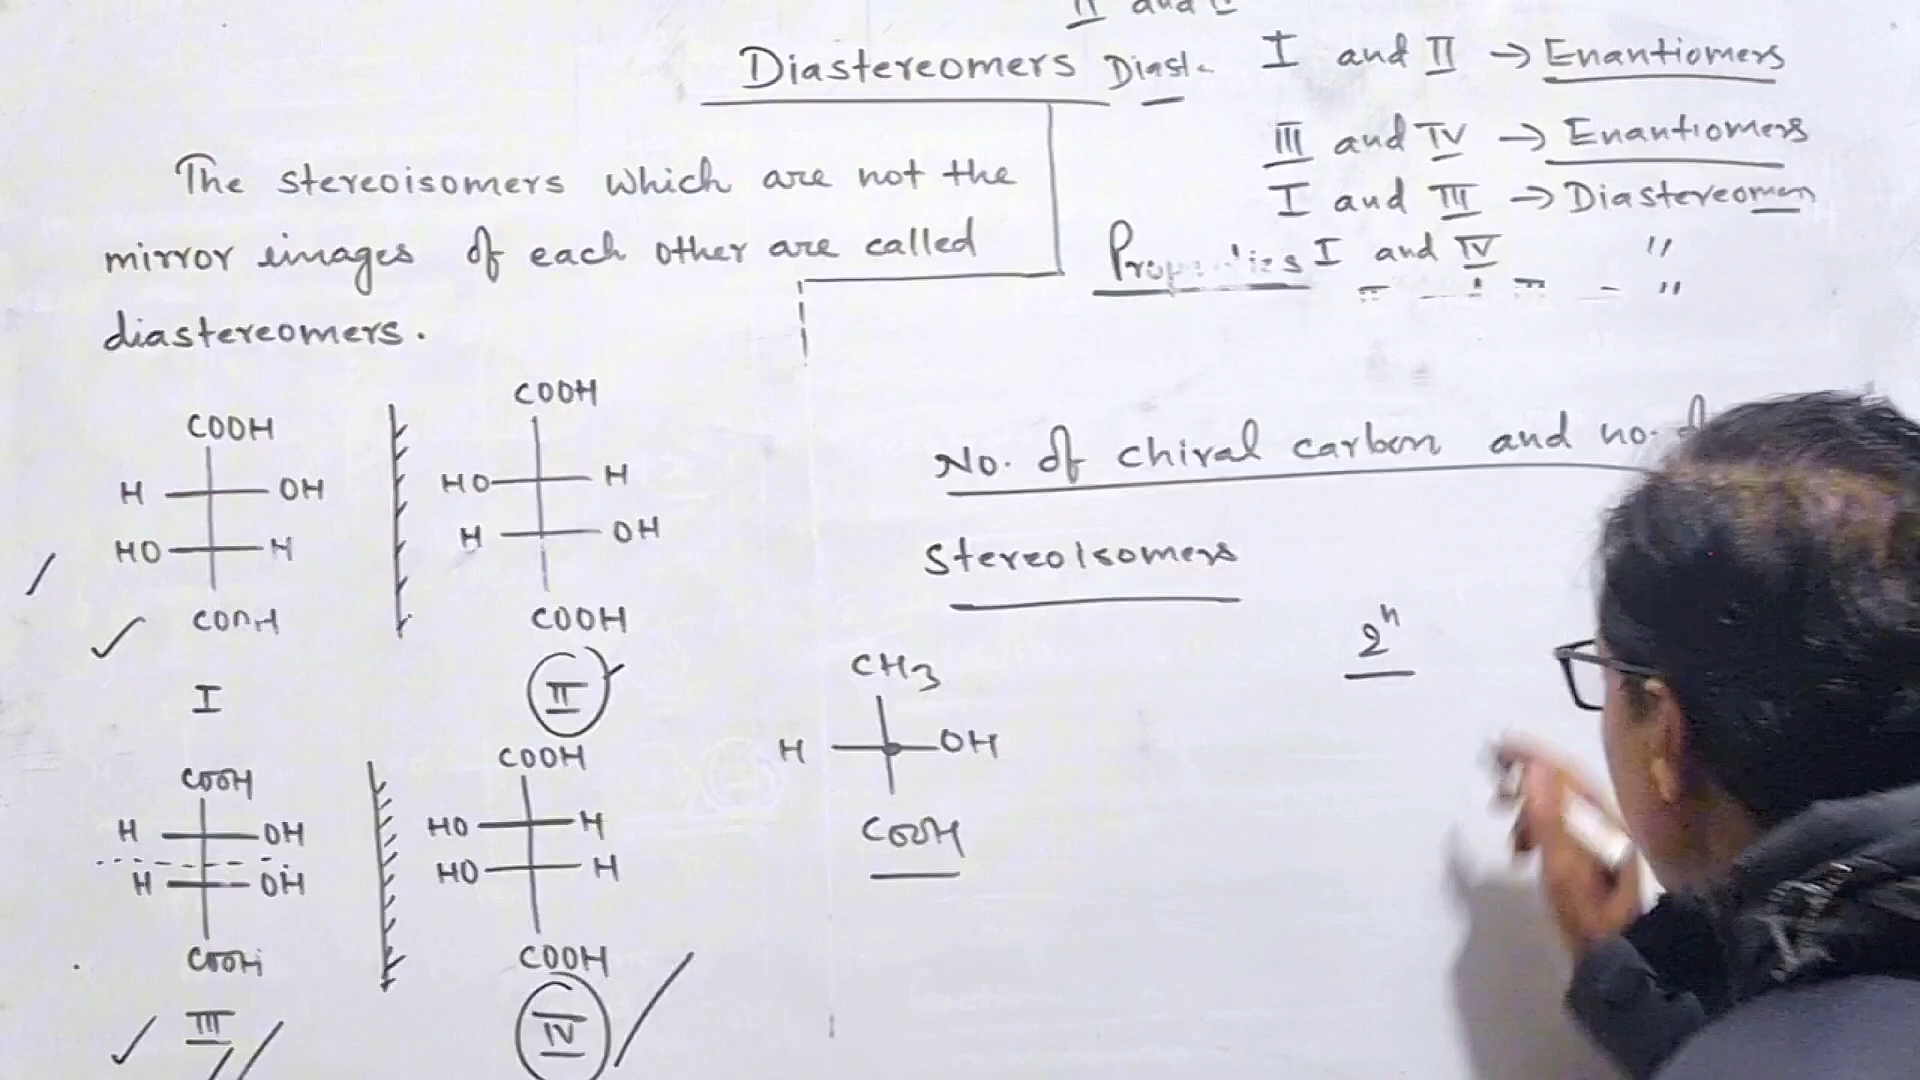 II and
Diastereomers Diast.
The stereoisomers which are not the
mirror images of each other are called
diastereomers.
I and II → Enantiomers
III and IV → Enantiomers
I and III → Diastereomers
Properties I and IV "
"
COOH
H OH
HO H
COOH
I
COOH
HO H
H OH
COOH
II
COOH
H OH
H OH
COOH
III
COOH
HO H
HO H
COOH
IV
No. of chiral carbon and no.
StereoIsomers
2ⁿ
CH3
H OH
COOH